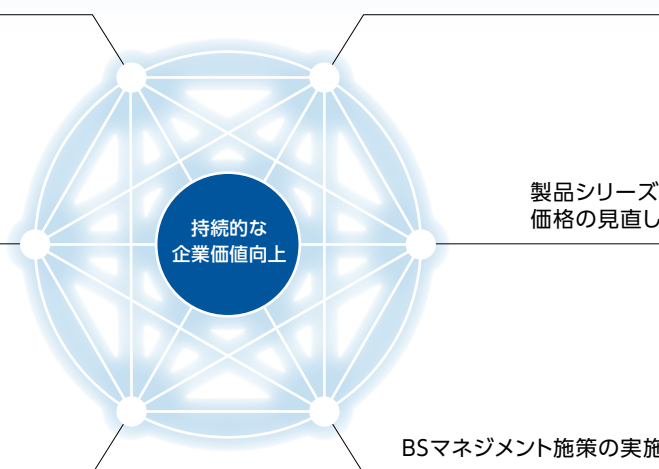 製品シリーズ
価格の見直し
持続的な
企業価値向上
BSマネジメント施策の実施